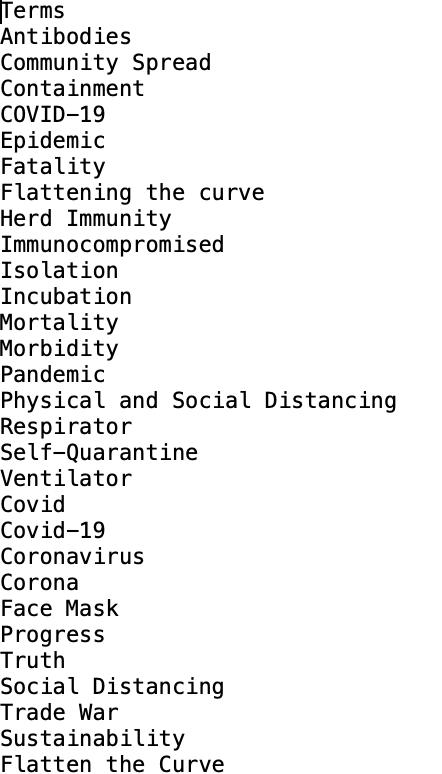 Terms
Antibodies
Community Spread
Containment
COVID-19
Epidemic
Fatality
Flattening the curve
Herd Immunity
Immunocompromised
Isolation
Incubation
Mortality
Morbidity
Pandemic
Physical and Social Distancing
Respirator
Self-Quarantine
Ventilator
Covid
Covid-19
Coronavirus
Corona
Face Mask
Progress
Truth
Social Distancing
Trade War
Sustainability
Flatten the Curve